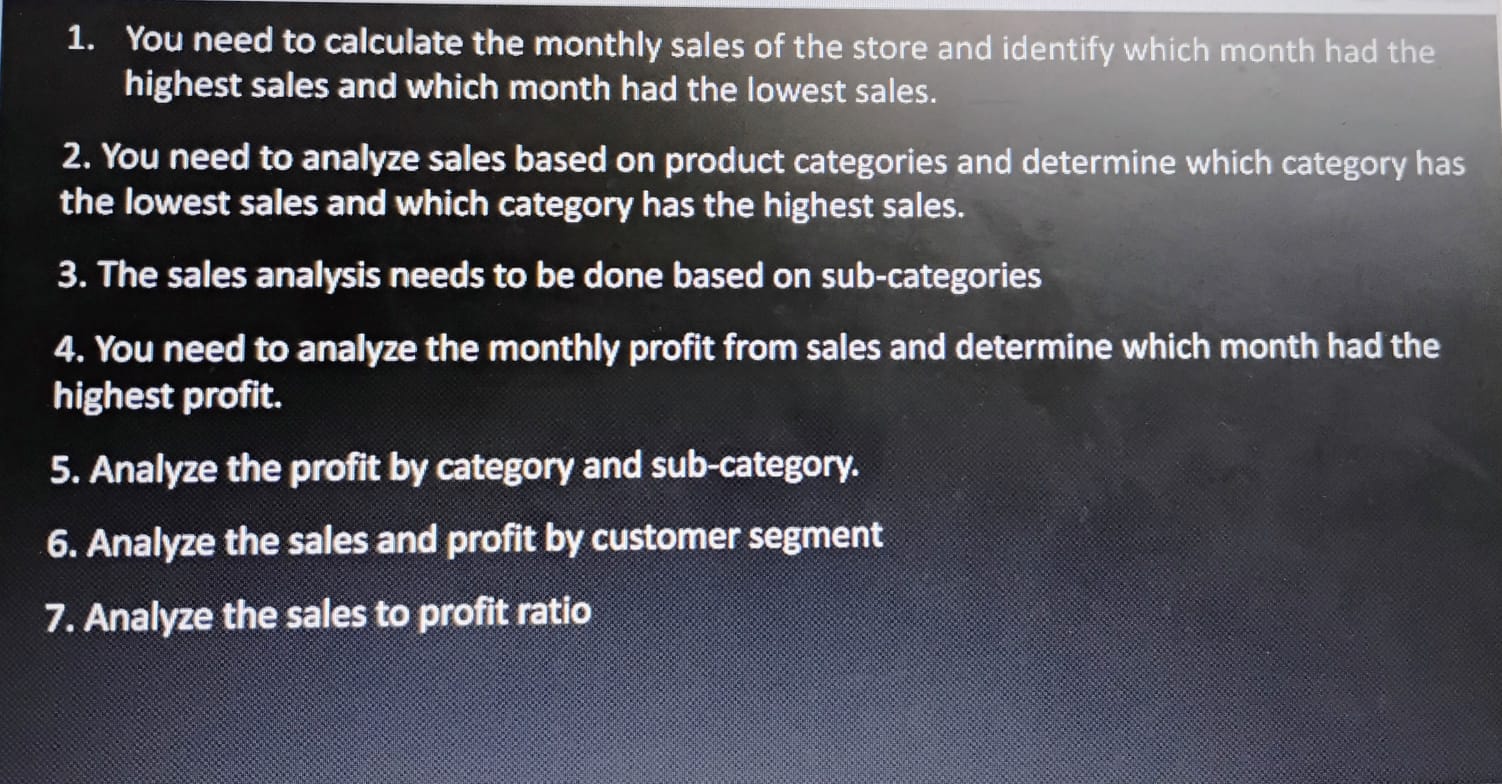 1. You need to calculate the monthly sales of the store and identify which month had the
highest sales and which month had the lowest sales.
2. You need to analyze sales based on product categories and determine which category has
the lowest sales and which category has the highest sales.
3. The sales analysis needs to be done based on sub-categories
4. You need to analyze the monthly profit from sales and determine which month had the
highest profit.
5. Analyze the profit by category and sub-category.
6. Analyze the sales and profit by customer segment
7. Analyze the sales to profit ratio